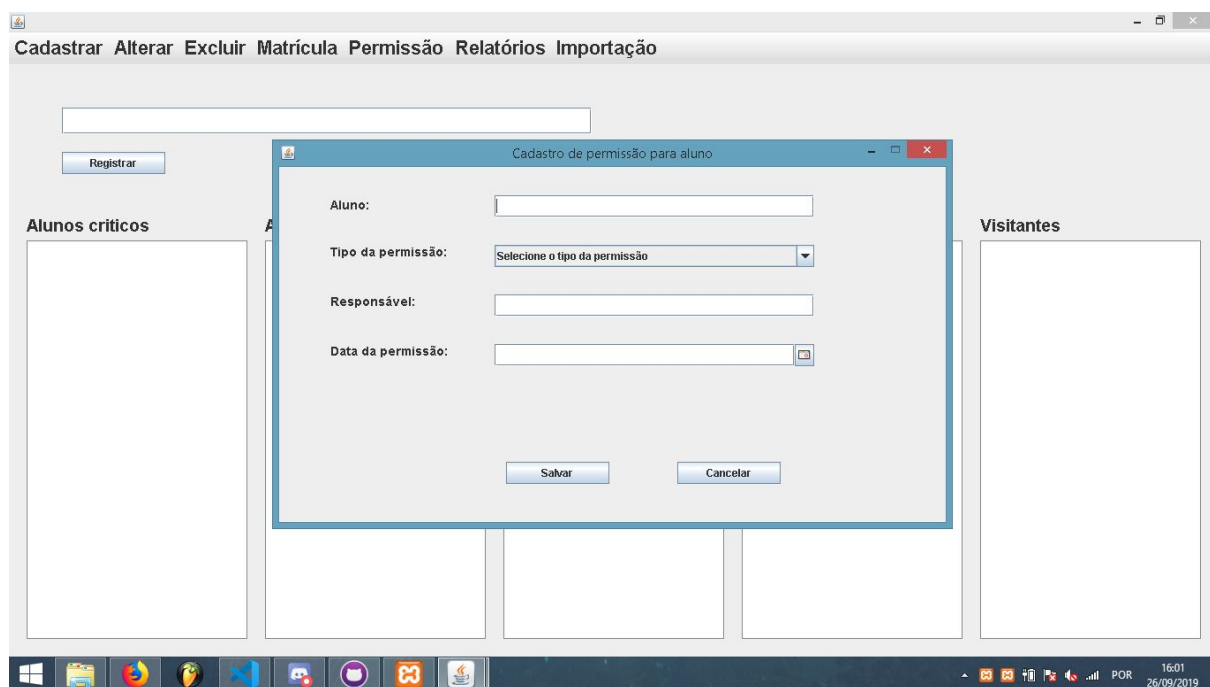 Cadastrar Alterar Excluir Matrícula Permissão Relatórios Importação
Registrar
Cadastro de permissão para aluno
Aluno:
Tipo da permissão:
Selecione o tipo da permissão
Responsável:
Data da permissão:
Salvar
Cancelar
Alunos criticos
A
Visitantes
POR
16:01
26/09/2019